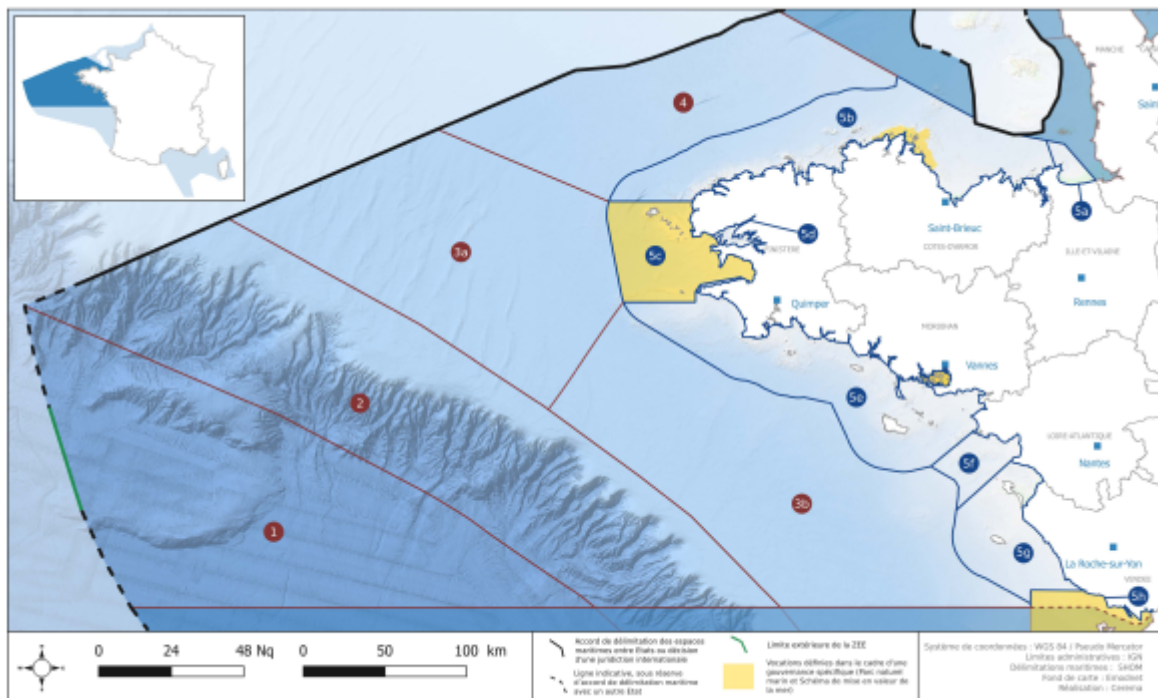 MANCHE
4
5b
5a
Saint-Brieuc
CÔTES-D'ARMOR
ILLE-ET-VILAINE
5d
FINISTÈRE
3a
5c
Rennes
Quimper
MORBIHAN
Vannes
2
5e
LOIRE-ATLANTIQUE
Nantes
5f
3b
1
5g
La Roche-sur-Yon
VENDÉE
5h
0 24 48 Nq
0 50 100 km
Accord de délimitation des espaces
maritimes entre États ou décision
d'une juridiction internationale
Ligne indicative, sous réserve
d'accord de délimitation maritime
avec un autre État
Limite extérieure de la ZEE
Vocations définies dans le cadre d'une
gouvernance spécifique (Parc naturel
marin et Schéma de mise en valeur de
la mer)
Système de coordonnées : WGS 84 / Pseudo Mercator
Limites administratives : IGN
Délimitations maritimes : SHOM
Fond de carte : Emodnet
Réalisation : Cerema